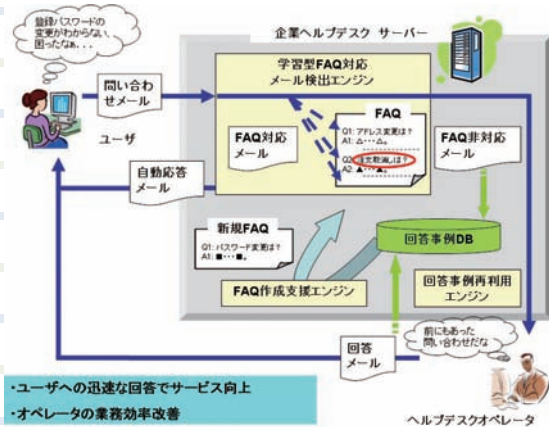 登録パスワードの
変更がわからない、
困ったなぁ・・・
企業ヘルプデスク サーバー
学習型FAQ対応
メール検出エンジン
問い合わ
せメール
ユーザ
FAQ
Q1: アドレス変更は？
A1: △・・・△。
Q2: 注文取消しは？
A2: ▲・・・▲。
FAQ対応
メール
FAQ非対応
メール
自動応答
メール
新規FAQ
Q1: パスワード変更は？
A1: ■・・・■。
回答事例DB
FAQ作成支援エンジン
回答事例再利用
エンジン
前にもあった
問い合わせだな
回答
メール
・ユーザへの迅速な回答でサービス向上
・オペレータの業務効率改善
ヘルプデスクオペレータ